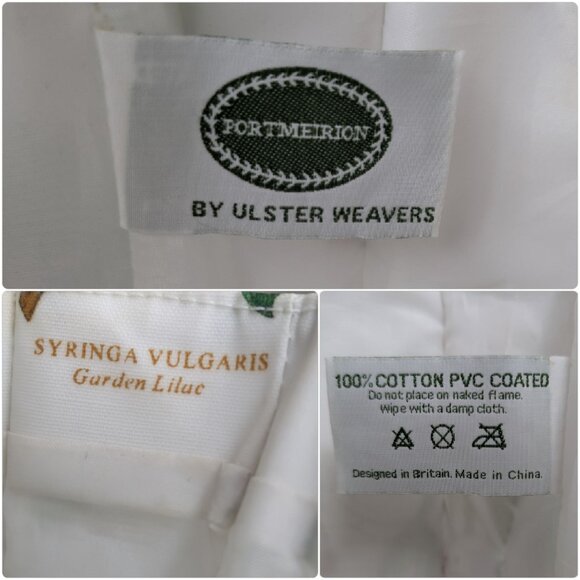 PORTMEIRION
BY ULSTER WEAVERS
SYRINGA VULGARIS
Garden Lilac
100% COTTON PVC COATED
Do not place on naked flame.
Wipe with a damp cloth.
Designed in Britain. Made in China.